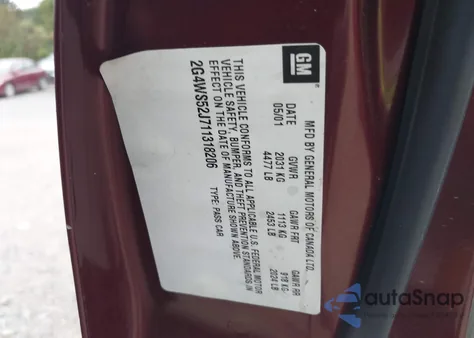 GM
MFD BY GENERAL MOTORS OF CANADA LTD.
DATE GVWR GAWR FRT GAWR RR
05/01 2031 KG 1113 KG 918 KG
4477 LB 2453 LB 2024 LB
THIS VEHICLE CONFORMS TO ALL APPLICABLE U.S. FEDERAL MOTOR
VEHICLE SAFETY, BUMPER, AND THEFT PREVENTION STANDARDS IN
EFFECT ON THE DATE OF MANUFACTURE SHOWN ABOVE.
2G4WS52J711318206 TYPE: PASS CAR
autaSnap